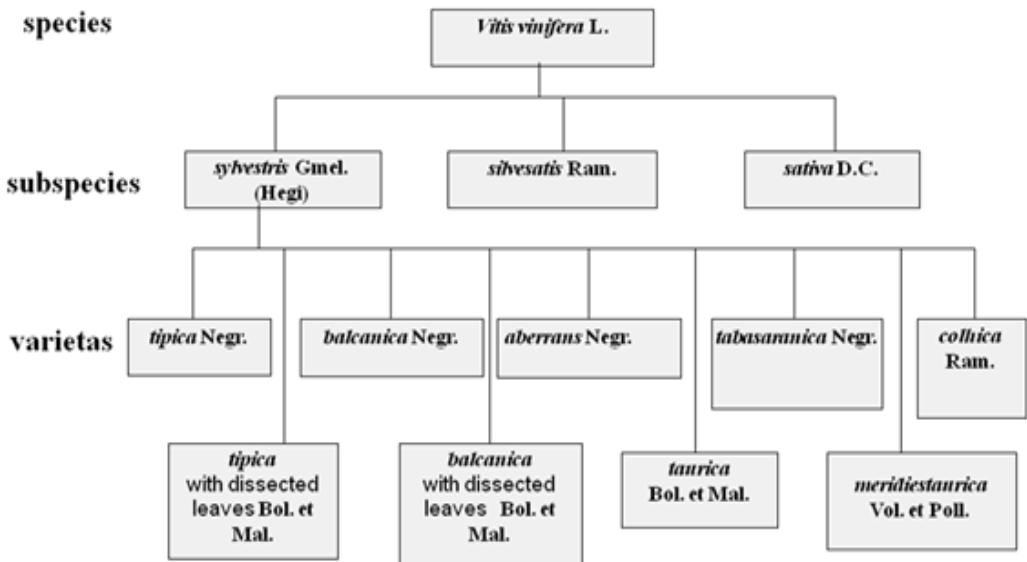 species
Vitis vinifera L.
subspecies
sylvestris Gmel.
(Hegi)
silvesatis Ram.
sativa D.C.
varietas
tipica Negr.
balcanica Negr.
aberrans Negr.
tabasaranica Negr.
colhica
Ram.
tipica
with dissected
leaves Bol. et
Mal.
balcanica
with dissected
leaves Bol. et
Mal.
taurica
Bol. et Mal.
meridiestaurica
Vol. et Poll.